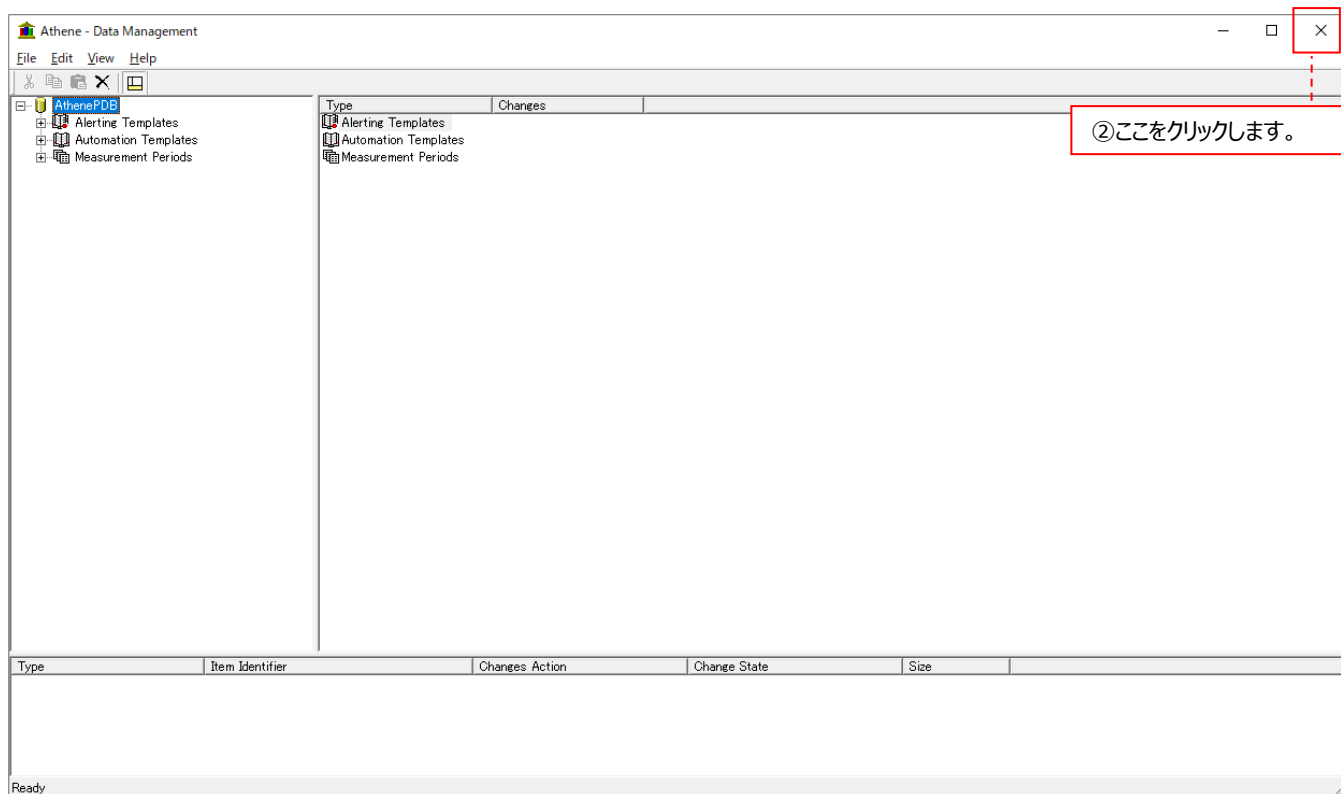 Athene - Data Management
File Edit View Help
AthenePDB
Alerting Templates
Automation Templates
Measurement Periods
Type Changes
Alerting Templates
Automation Templates
Measurement Periods
②ここをクリックします。
Type Item Identifier Changes Action Change State Size
Ready